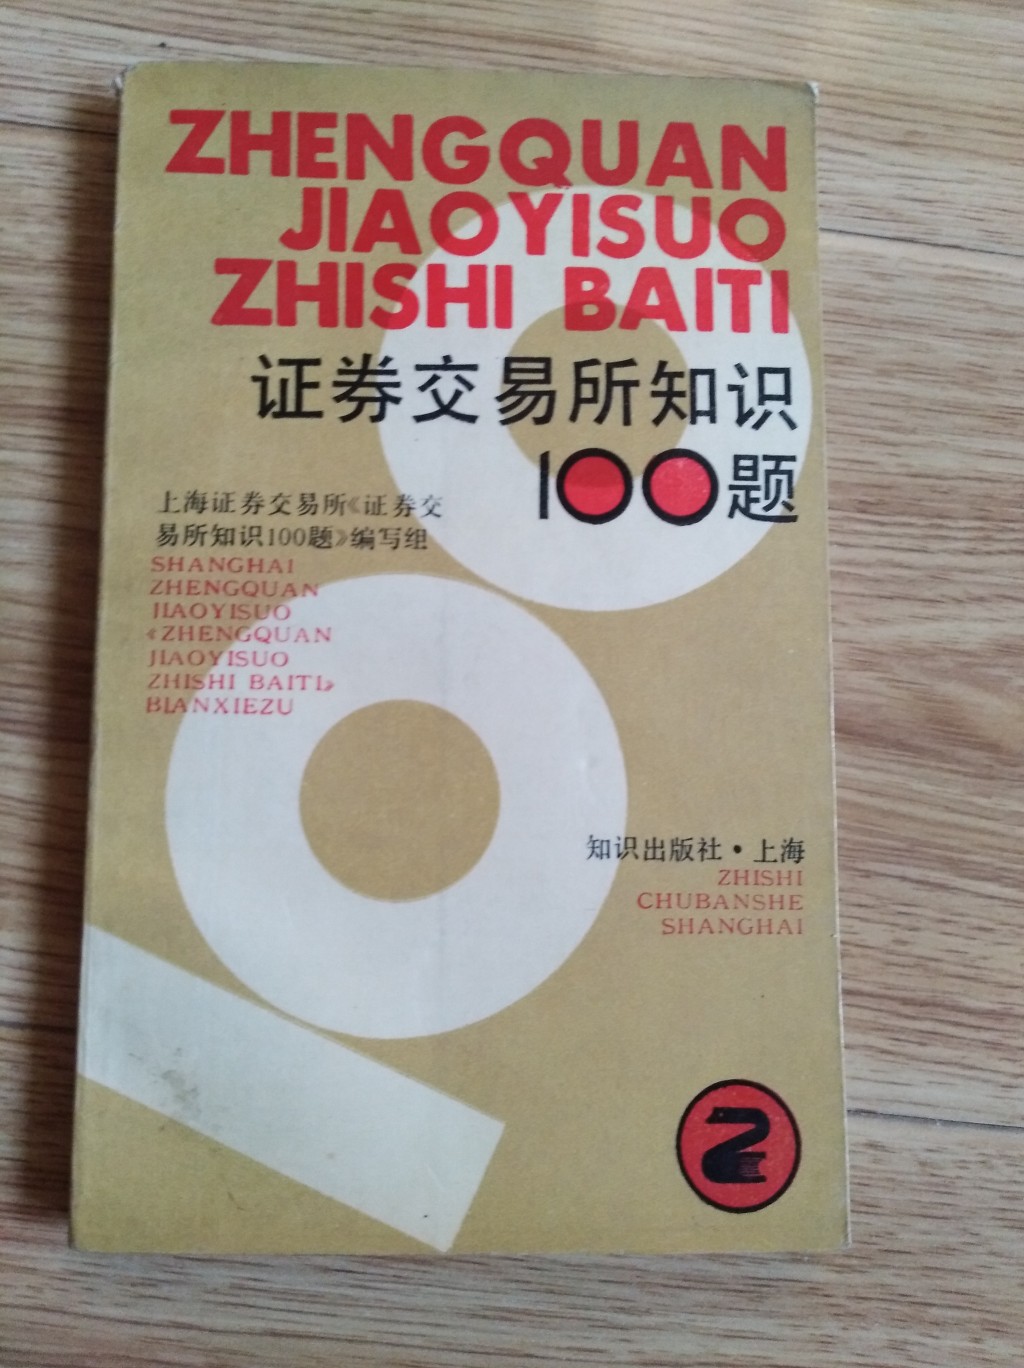 ZHENGQUAN
JIAOYISUO
ZHISHI BAITI
证券交易所知识
100题
上海证券交易所《证券交
易所知识100题》编写组
SHANGHAI
ZHENGQUAN
JIAOYISUO
《ZHENGQUAN
JIAOYISUO
ZHISHI BAITI》
BIANXIEZU
知识出版社·上海
ZHISHI
CHUBANSHE
SHANGHAI